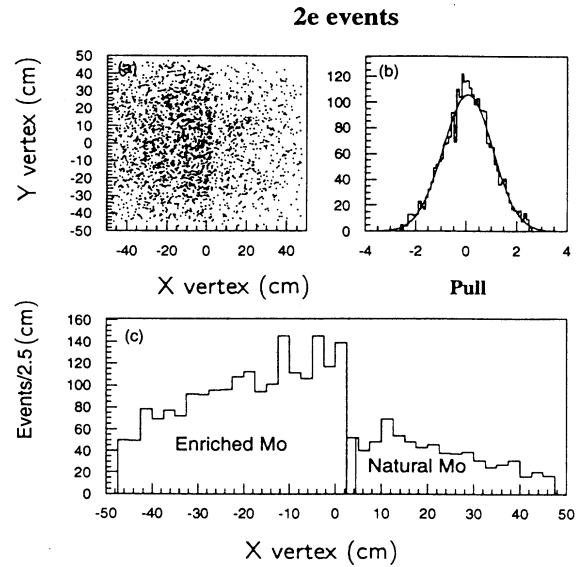 2e events
Y vertex (cm)
50
40
30
20
10
0
-10
-20
-30
-40
-50
(a)
-40 -20 0 20 40
X vertex (cm)
120
100
80
60
40
20
0
(b)
-4 -2 0 2 4
Pull
Events/2.5 (cm)
160
140
120
100
80
60
40
20
0
(c)
Enriched Mo
Natural Mo
-50 -40 -30 -20 -10 0 10 20 30 40 50
X vertex (cm)